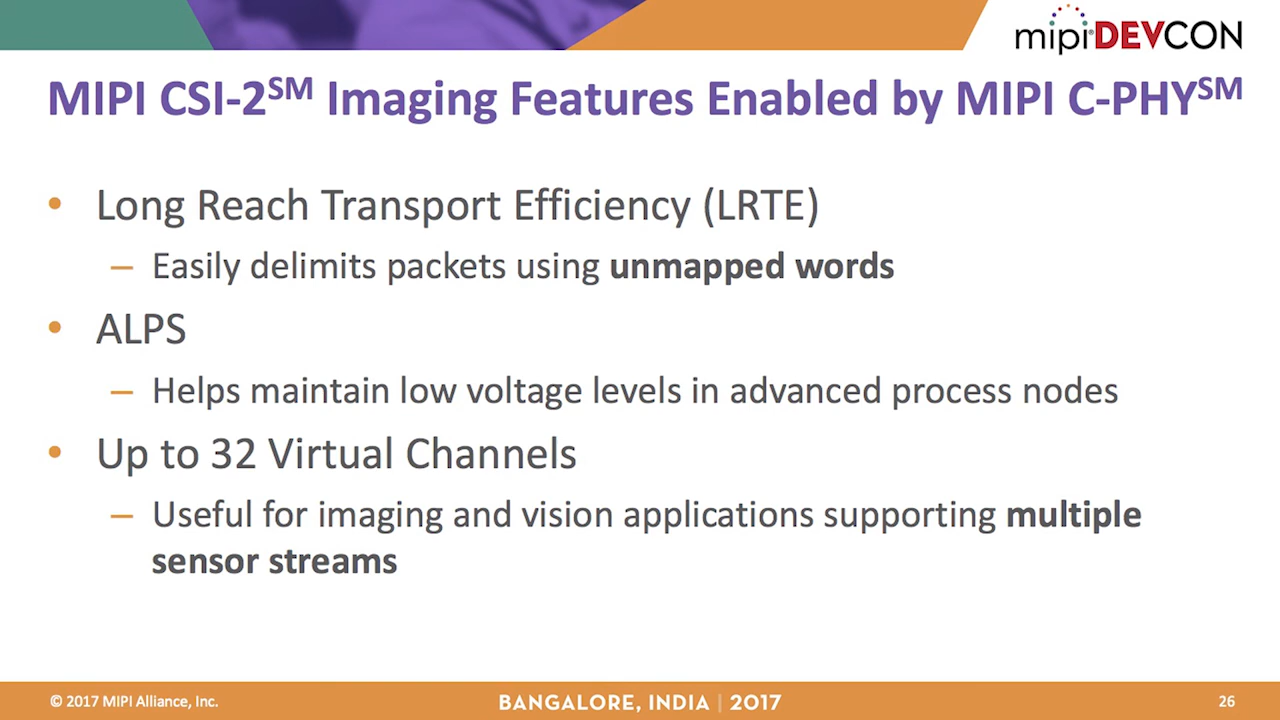 mipi® DEVCON
MIPI CSI-2SM Imaging Features Enabled by MIPI C-PHYSM
• Long Reach Transport Efficiency (LRTE)
– Easily delimits packets using unmapped words
• ALPS
– Helps maintain low voltage levels in advanced process nodes
• Up to 32 Virtual Channels
– Useful for imaging and vision applications supporting multiple
sensor streams
© 2017 MIPI Alliance, Inc.
BANGALORE, INDIA | 2017
26